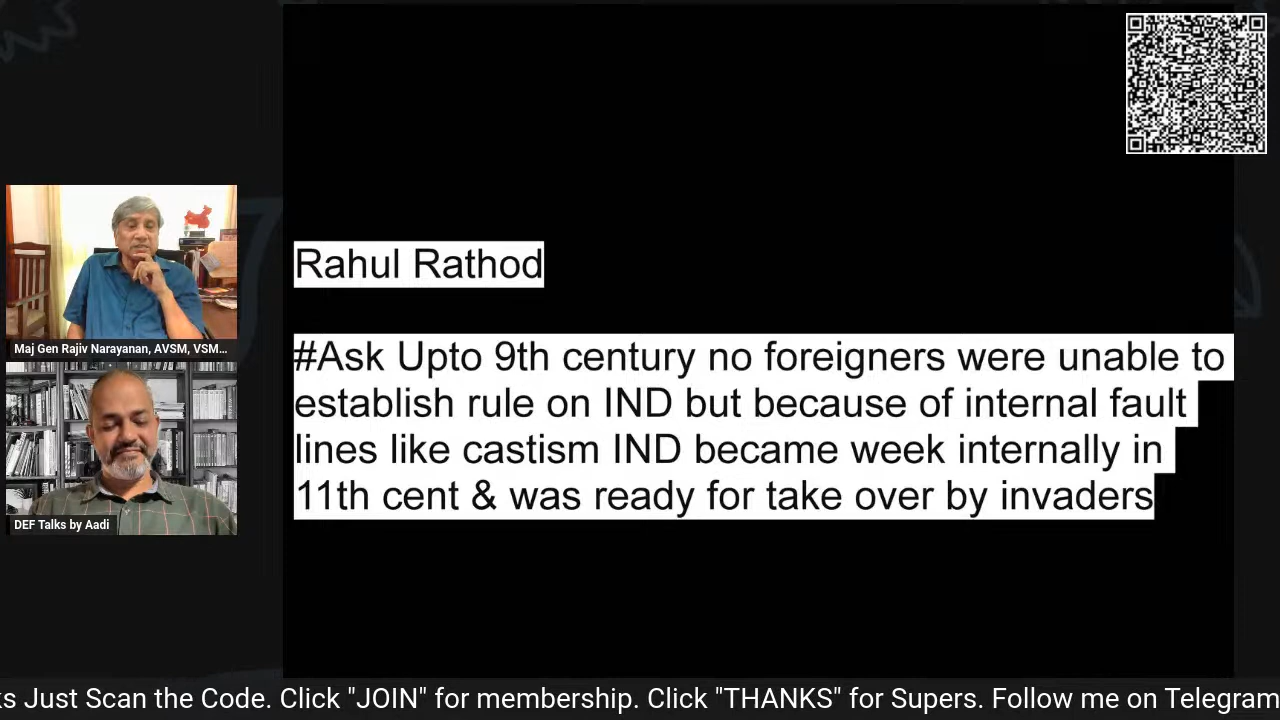 Rahul Rathod
#Ask Upto 9th century no foreigners were unable to
establish rule on IND but because of internal fault
lines like castism IND became week internally in
11th cent & was ready for take over by invaders
Maj Gen Rajiv Narayanan, AVSM, VSM...
DEF Talks by Aadi
ks Just Scan the Code. Click "JOIN" for membership. Click "THANKS" for Supers. Follow me on Telegram